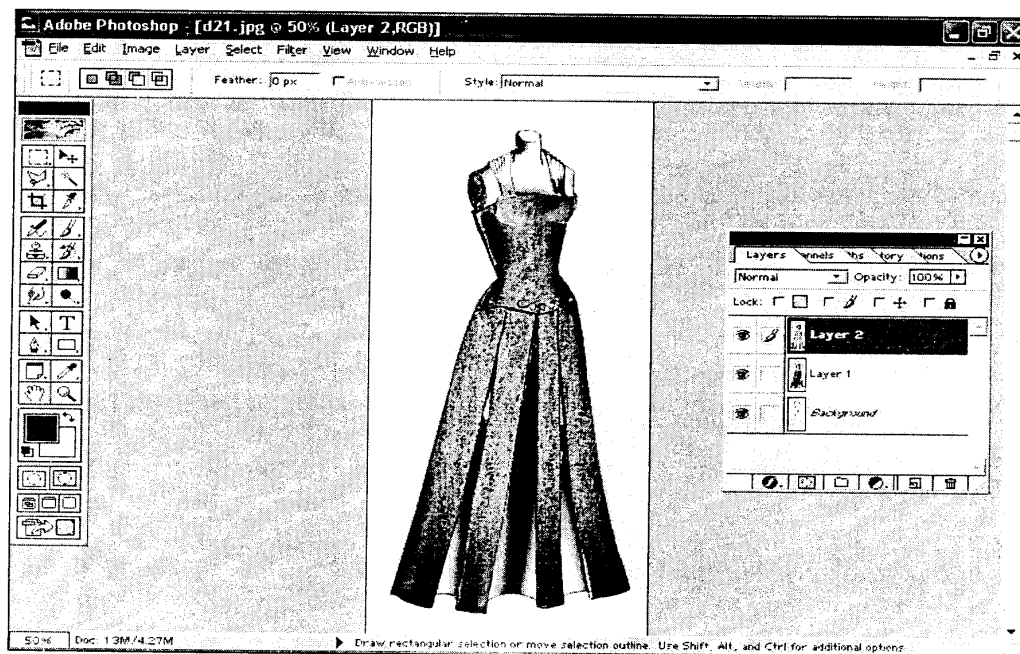 Adobe Photoshop - [d21.jpg @ 50% (Layer 2,RGB)]
File Edit Image Layer Select Filter View Window Help
Feather: 0 px Style: Normal
Layers
Normal Opacity: 100%
Lock:
Layer 2
Layer 1
Background
T
50% Doc: 1.3M/4.27M Draw rectangular selection or move selection outline. Use Shift, Alt, and Ctrl for additional options.